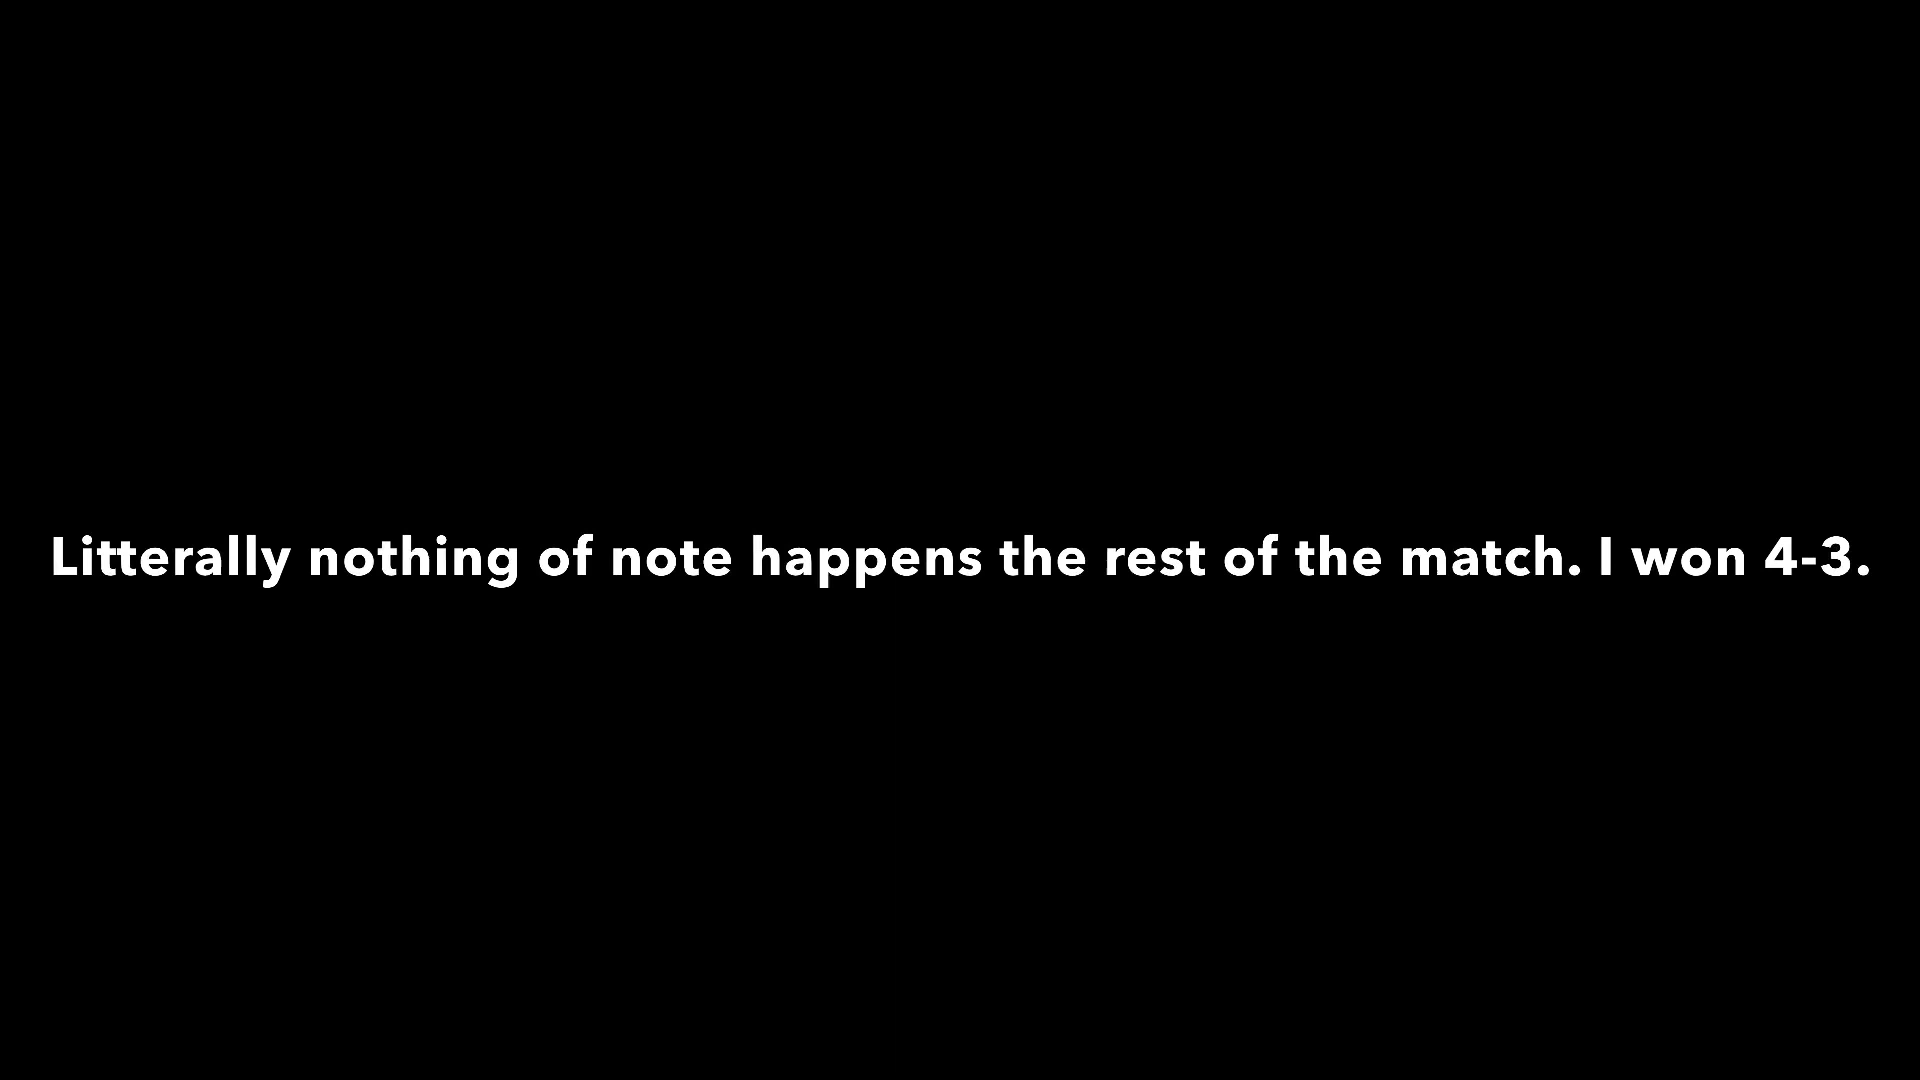 Litterally nothing of note happens the rest of the match. I won 4-3.